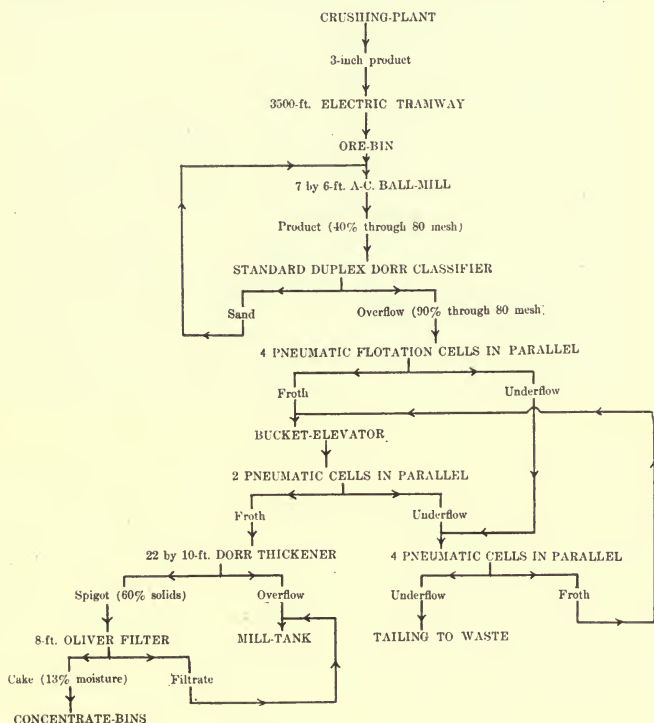 CRUSHING-PLANT
3-inch product
3500-ft. ELECTRIC TRAMWAY
ORE-BIN
7 by 6-ft. A-C. BALL-MILL
Product (40% through 80 mesh)
STANDARD DUPLEX DORR CLASSIFIER
Sand
Overflow (90% through 80 mesh)
4 PNEUMATIC FLOTATION CELLS IN PARALLEL
Froth
Underflow
BUCKET-ELEVATOR
2 PNEUMATIC CELLS IN PARALLEL
Froth
Underflow
22 by 10-ft. DORR THICKENER
4 PNEUMATIC CELLS IN PARALLEL
Spigot (60% solids)
Overflow
Underflow
Froth
8-ft. OLIVER FILTER
MILL-TANK
TAILING TO WASTE
Cake (13% moisture)
Filtrate
CONCENTRATE-BINS